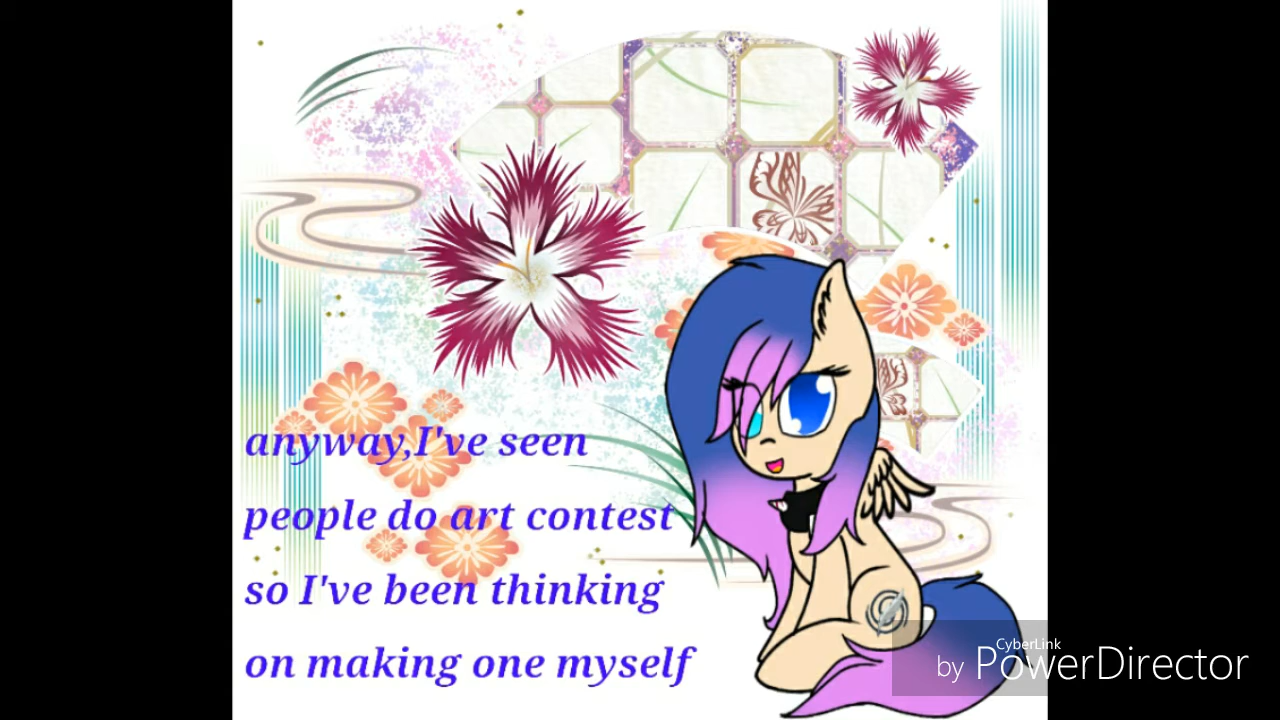 anyway,I've seen
people do art contest
so I've been thinking
on making one myself
CyberLink
by PowerDirector